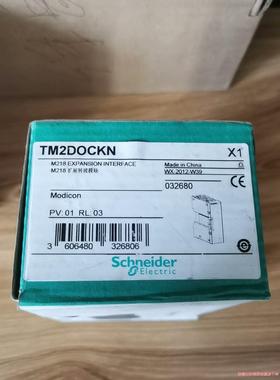 TM2DOCKN
X1
M218 EXPANSION INTERFACE
M218 扩展转接模块
Made in China
WX-2012-W39
032680
CE
Modicon
PV:01 RL:03
3 606480 326806
Schneider
Electric